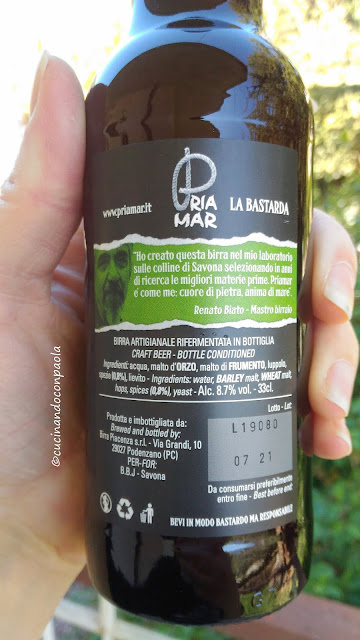 www.priamar.it
PRIA
MAR
LA BASTARDA
"Ho creato questa birra nel mio laboratorio
sulle colline di Savona selezionando in anni
di ricerca le migliori materie prime. Priamar
e' come me: cuore di pietra, anima di mare".
Renato Biato - Mastro birraio
BIRRA ARTIGIANALE RIFERMENTATA IN BOTTIGLIA
CRAFT BEER - BOTTLE CONDITIONED
Ingredienti: acqua, malto d'ORZO, malto di FRUMENTO, luppolo,
spezie (0,8%), lievito - Ingredients: water, BARLEY malt, WHEAT malt,
hops, spices (0,8%), yeast - Alc. 8.7% vol. - 33cl.
Prodotta e imbottigliata da:
Brewed and bottled by:
Birra Piacenza s.r.l. - Via Grandi, 10
29027 Podenzano (PC)
PER-FOR:
B.B.J - Savona
Lotto - Lot:
L19080
07 21
Da consumarsi preferibilmente
entro fine - Best before end:
BEVI IN MODO BASTARDO MA RESPONSABILE
@cucinandoconpaola